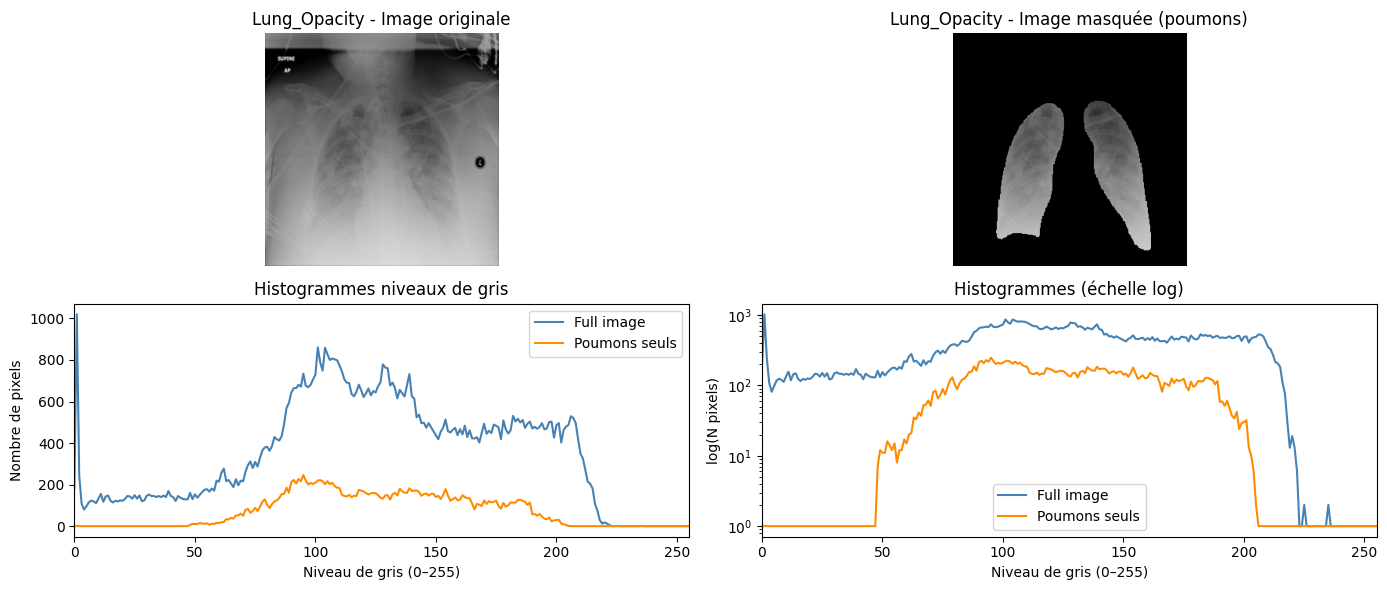 Lung_Opacity - Image originale
SUPINE
AP
L
Lung_Opacity - Image masquée (poumons)
Histogrammes niveaux de gris
Nombre de pixels
1000
800
600
400
200
0
Full image
Poumons seuls
0 50 100 150 200 250
Niveau de gris (0–255)
Histogrammes (échelle log)
log(N pixels)
10³
10²
10¹
10⁰
Full image
Poumons seuls
0 50 100 150 200 250
Niveau de gris (0–255)